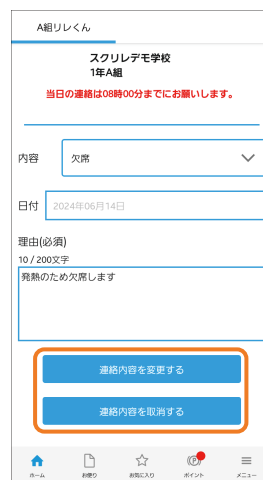 A組リレくん
スクリレデモ学校
1年A組
当日の連絡は08時00分までにお願いします。
内容
欠席
日付
2024年06月14日
理由(必須)
10 / 200文字
発熱のため欠席します
連絡内容を変更する
連絡内容を取消する
ホーム
お便り
お気に入り
P
ポイント
メニュー